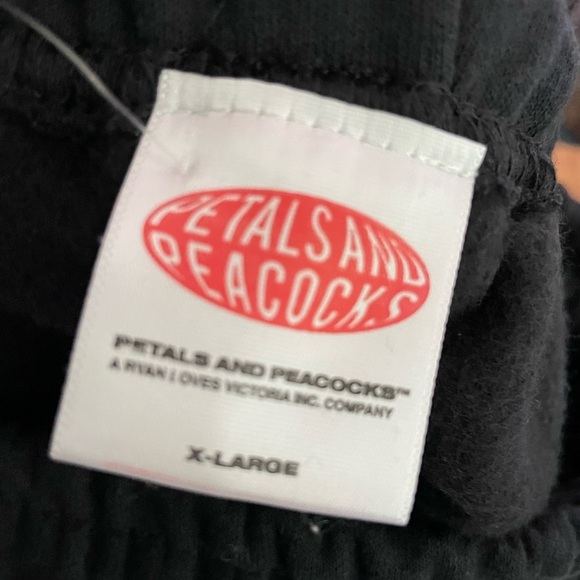 PETALS AND
PEACOCKS
PETALS AND PEACOCKS™
A RYAN LOVES VICTORIA INC. COMPANY
X-LARGE